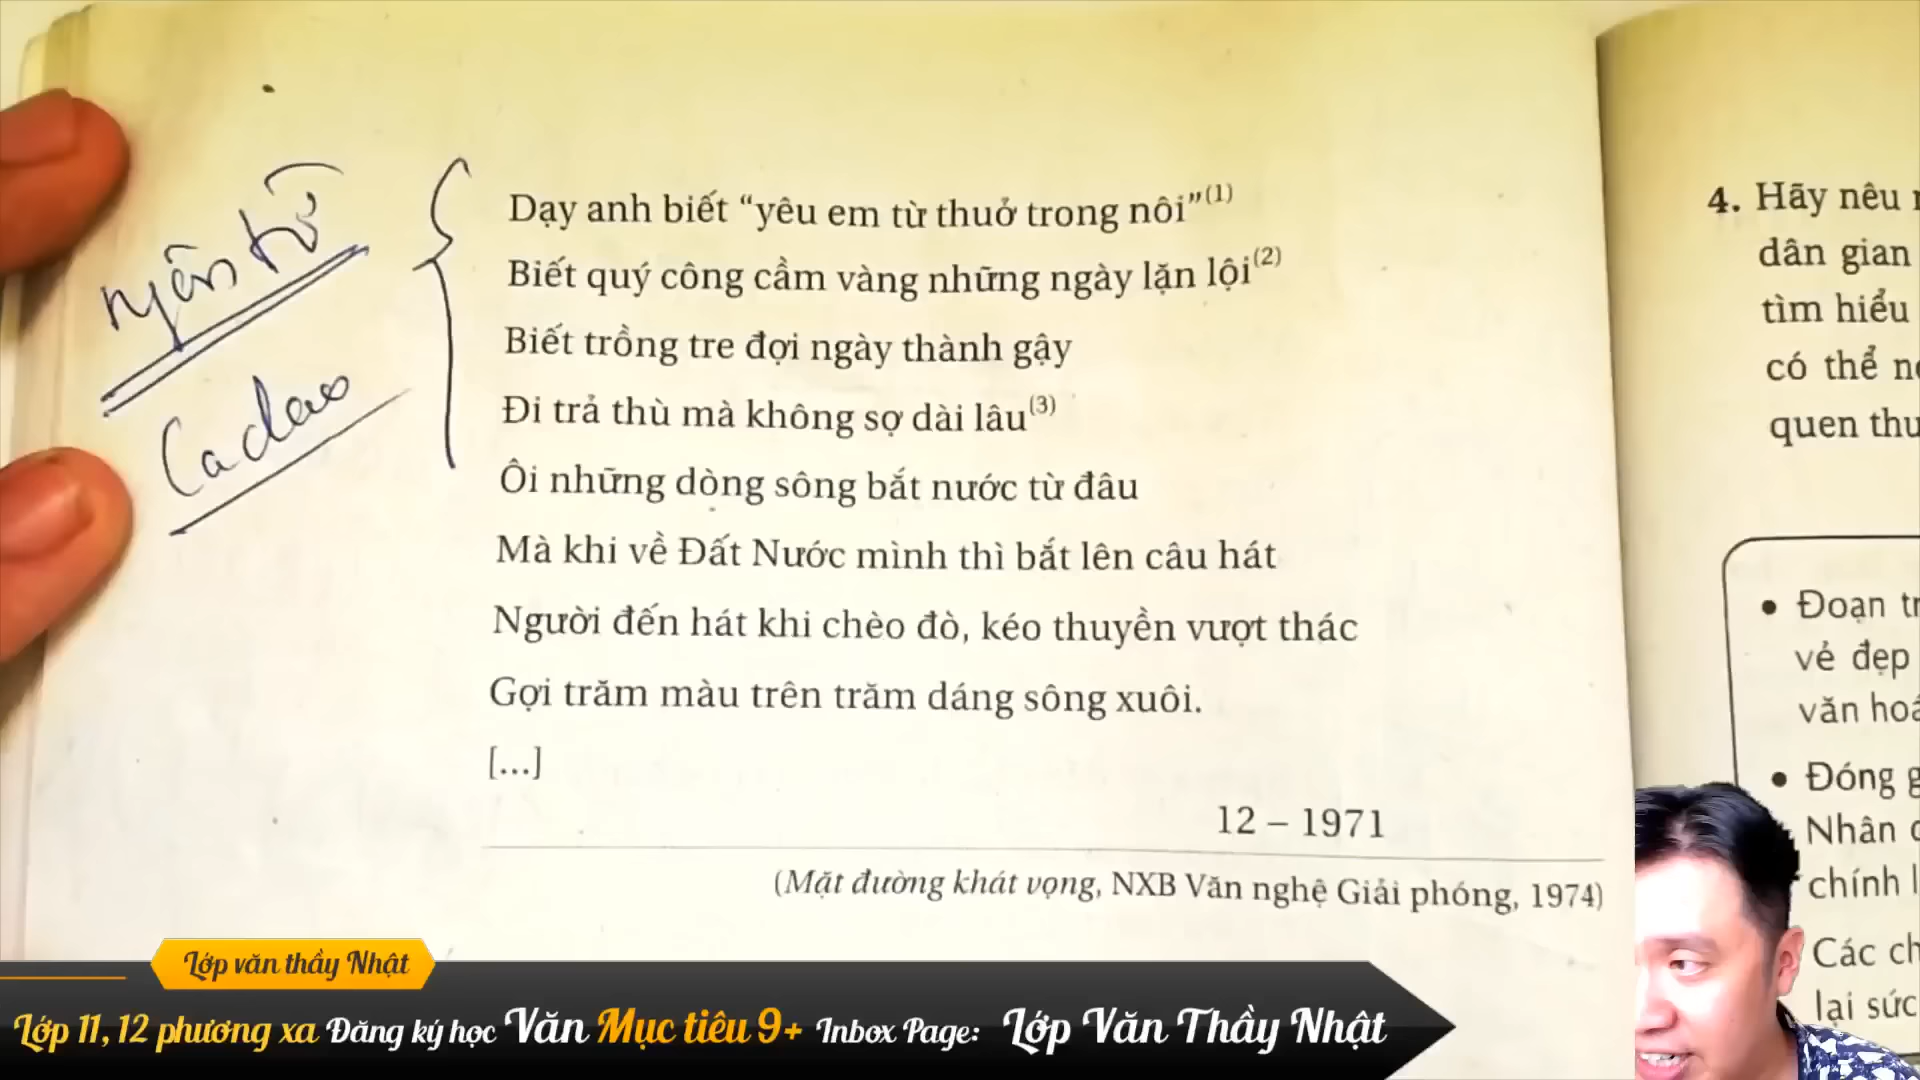 nyên từ
Ca dao
Dạy anh biết “yêu em từ thuở trong nôi”(1)
Biết quý công cầm vàng những ngày lặn lội(2)
Biết trồng tre đợi ngày thành gậy
Đi trả thù mà không sợ dài lâu(3)
Ôi những dòng sông bắt nước từ đâu
Mà khi về Đất Nước mình thì bắt lên câu hát
Người đến hát khi chèo đò, kéo thuyền vượt thác
Gợi trăm màu trên trăm dáng sông xuôi.
[...]
12 – 1971
(Mặt đường khát vọng, NXB Văn nghệ Giải phóng, 1974)
4. Hãy nêu
dân gian
tìm hiểu
có thể
quen
• Đoạn
vẻ đẹp
văn
• Đóng
Nhân
chính
Các
lại sức
Lớp văn thầy Nhật
Lớp 11, 12 phương xa Đăng ký học Văn Mục tiêu 9+ Inbox Page: Lớp Văn Thầy Nhật